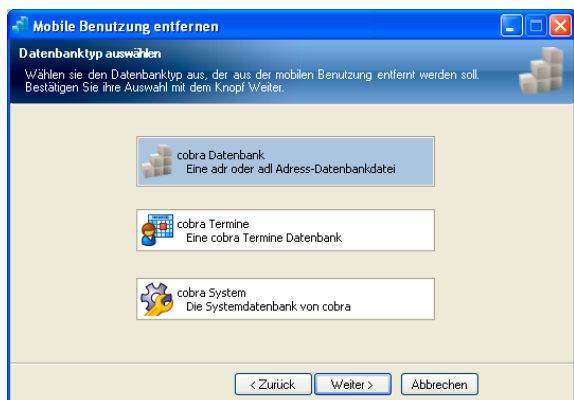 Mobile Benutzung entfernen
Datenbanktyp auswählen
Wählen sie den Datenbanktyp aus, der aus der mobilen Benutzung entfernt werden soll.
Bestätigen Sie ihre Auswahl mit dem Knopf Weiter.
cobra Datenbank
Eine adr oder adl Adress-Datenbankdatei
cobra Termine
Eine cobra Termine Datenbank
cobra System
Die Systemdatenbank von cobra
< Zurück Weiter > Abbrechen